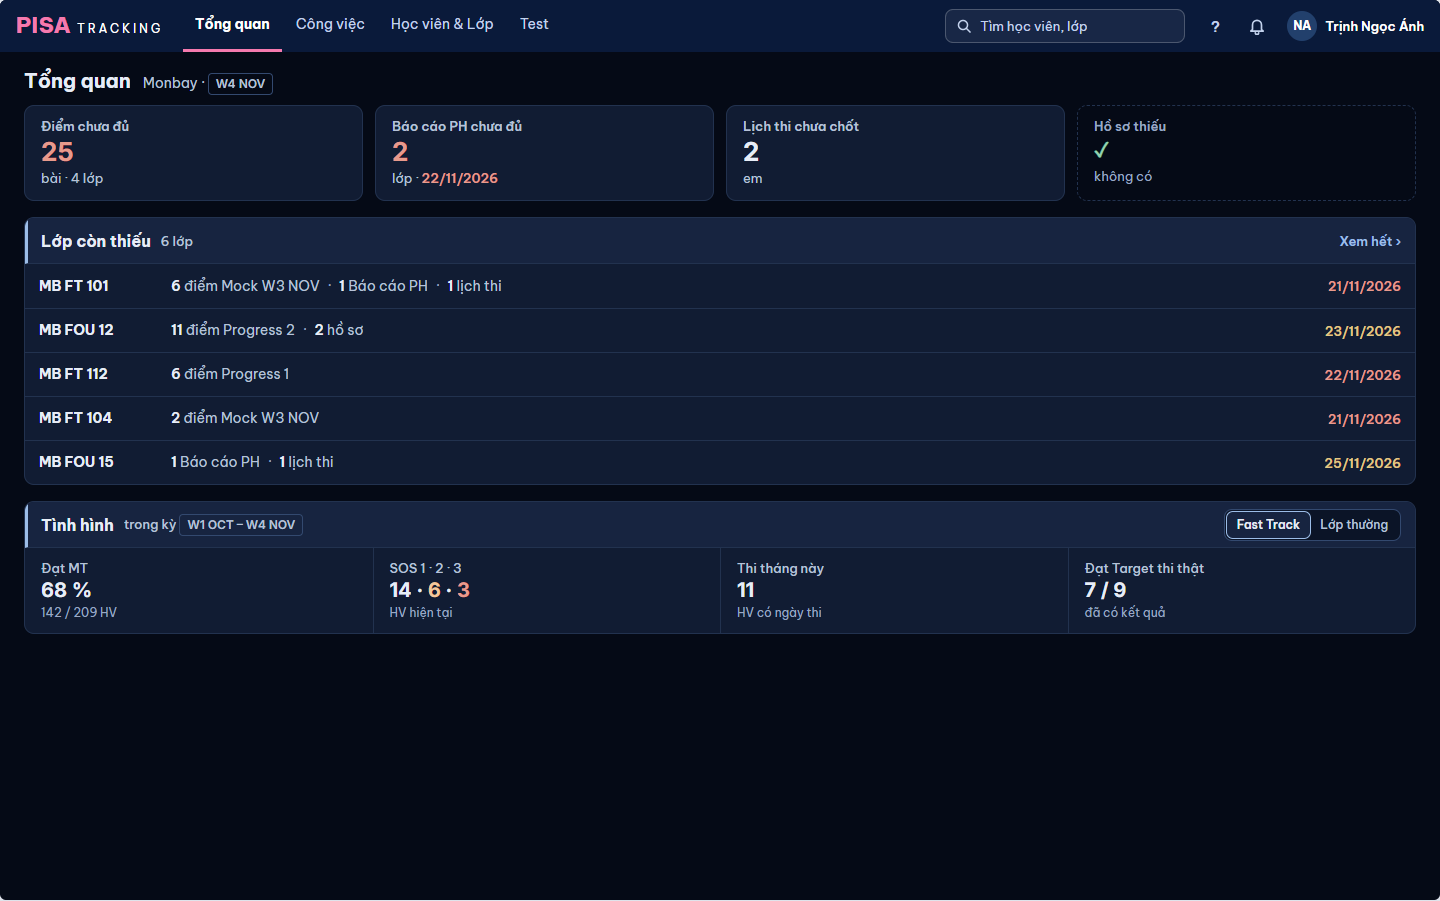 PISA TRACKING Tổng quan Công việc Học viên & Lớp Test Tìm học viên, lớp ? NA Trịnh Ngọc Ánh
Tổng quan Monbay · W4 NOV
Điểm chưa đủ
25
bài · 4 lớp
Báo cáo PH chưa đủ
2
lớp · 22/11/2026
Lịch thi chưa chốt
2
em
Hồ sơ thiếu
✓
không có
Lớp còn thiếu 6 lớp Xem hết ›
MB FT 101 6 điểm Mock W3 NOV · 1 Báo cáo PH · 1 lịch thi 21/11/2026
MB FOU 12 11 điểm Progress 2 · 2 hồ sơ 23/11/2026
MB FT 112 6 điểm Progress 1 22/11/2026
MB FT 104 2 điểm Mock W3 NOV 21/11/2026
MB FOU 15 1 Báo cáo PH · 1 lịch thi 25/11/2026
Tình hình trong kỳ W1 OCT – W4 NOV Fast Track Lớp thường
Đạt MT
68 %
142 / 209 HV
SOS 1 · 2 · 3
14 · 6 · 3
HV hiện tại
Thi tháng này
11
HV có ngày thi
Đạt Target thi thật
7 / 9
đã có kết quả